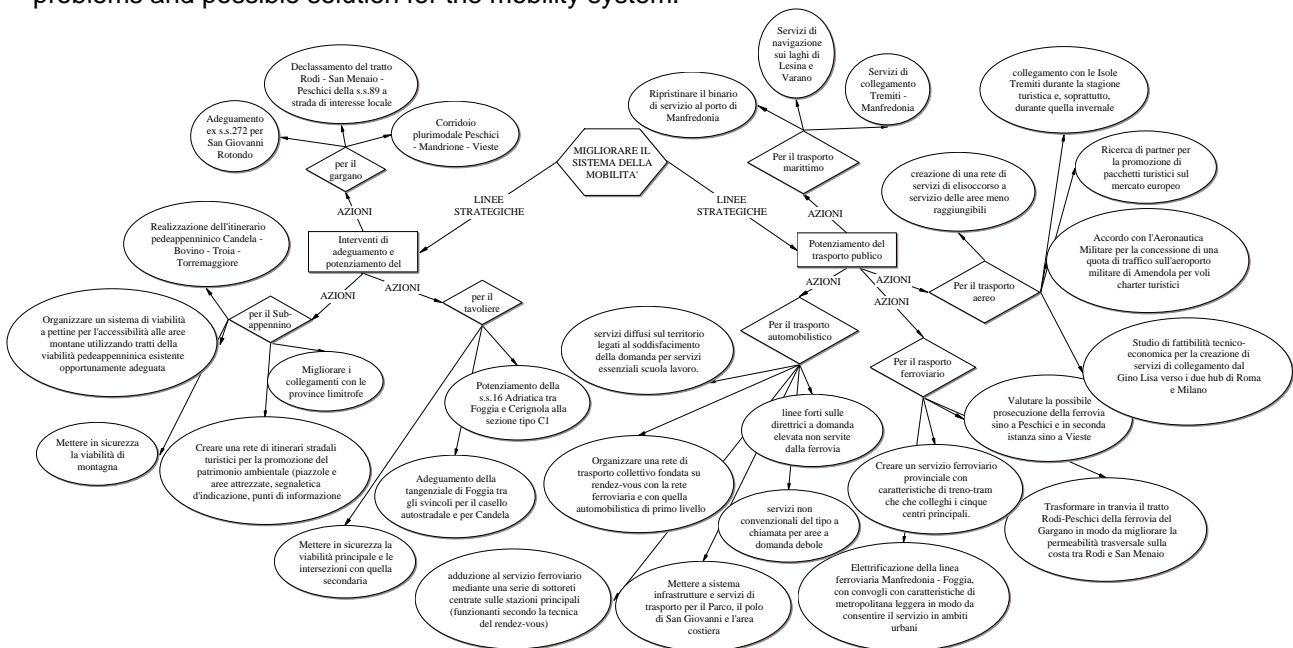 problems and possible solution for the mobility system.
MIGLIORARE IL
SISTEMA DELLA
MOBILITA'
LINEE
STRATEGICHE
LINEE
STRATEGICHE
Interventi di
adeguamento e
potenziamento del
AZIONI
per il
gargano
Adeguamento
ex s.s.272 per
San Giovanni
Rotondo
Declassamento del tratto
Rodi - San Menaio -
Peschici della s.s.89 a
strada di interesse locale
Corridoio
plurimodale Peschici
- Mandrione - Vieste
AZIONI
per il Sub-
appennino
Realizzazione dell'itinerario
pedeappenninico Candela -
Bovino - Troia -
Torremaggiore
Organizzare un sistema di viabilità
a pettine per l'accessibilità alle aree
montane utilizzando tratti della
viabilità pedeappenninica esistente
opportunamente adeguata
Mettere in sicurezza
la viabilità di
montagna
Creare una rete di itinerari stradali
turistici per la promozione del
patrimonio ambientale (piazzole e
aree attrezzate, segnaletica
d'indicazione, punti di informazione
Migliorare i
collegamenti con le
province limitrofe
AZIONI
per il
tavoliere
Potenziamento della
s.s.16 Adriatica tra
Foggia e Cerignola alla
sezione tipo C1
Adeguamento della
tangenziale di Foggia tra
gli svincoli per il casello
autostradale e per Candela
Mettere in sicurezza la
viabilità principale e le
intersezioni con quella
secondaria
Potenziamento del
trasporto publico
AZIONI
Per il trasporto
marittimo
Ripristinare il binario
di servizio al porto di
Manfredonia
Servizi di
navigazione
sui laghi di
Lesina e
Varano
Servizi di
collegamento
Tremiti -
Manfredonia
AZIONI
Per il trasporto
aereo
creazione di una rete di
servizi di elisoccorso a
servizio delle aree meno
raggiungibili
collegamento con le Isole
Tremiti durante la stagione
turistica e, soprattutto,
durante quella invernale
Ricerca di partner per
la promozione di
pacchetti turistici sul
mercato europeo
Accordo con l'Aeronautica
Militare per la concessione di una
quota di traffico sull'aeroporto
militare di Amendola per voli
charter turistici
Studio di fattibilità tecnico-
economica per la creazione di
servizi di collegamento dal
Gino Lisa verso i due hub di Roma
e Milano
AZIONI
Per il trasporto
automobilistico
servizi diffusi sul territorio
legati al soddisfacimento
della domanda per servizi
essenziali scuola lavoro.
Organizzare una rete di
trasporto collettivo fondata su
rendez-vous con la rete
ferroviaria e con quella
automobilistica di primo livello
adduzione al servizio ferroviario
mediante una serie di sottoreti
centrate sulle stazioni principali
(funzionanti secondo la tecnica
del rendez-vous)
Mettere a sistema
infrastrutture e servizi di
trasporto per il Parco, il polo
di San Giovanni e l'area
costiera
linee forti sulle
direttrici a domanda
elevata non servite
dalla ferrovia
servizi non
convenzionali del tipo a
chiamata per aree a
domanda debole
AZIONI
Per il rasporto
ferroviario
Valutare la possibile
prosecuzione della ferrovia
sino a Peschici e in seconda
istanza sino a Vieste
Creare un servizio ferroviario
provinciale con
caratteristiche di treno-tram
che che colleghi i cinque
centri principali.
Elettrificazione della linea
ferroviaria Manfredonia - Foggia,
con convogli con caratteristiche di
metropolitana leggera in modo da
consentire il servizio in ambiti
urbani
Trasformare in tranvia il tratto
Rodi-Peschici della ferrovia del
Gargano in modo da migliorare la
permeabilità trasversale sulla
costa tra Rodi e San Menaio